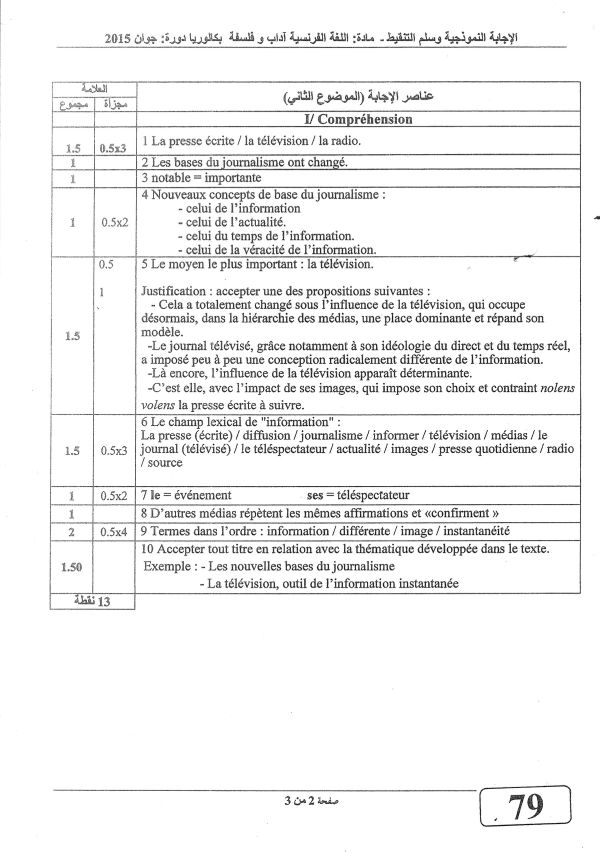 الإجابة النموذجية وسلم التنقيط - مادة: اللغة الفرنسية آداب و فلسفة بكالوريا دورة: جوان 2015
العلامة
عناصر الإجابة (الموضوع الثاني)
مجموع مجزأة
I/ Compréhension
1.5 0.5x3 1 La presse écrite / la télévision / la radio.
1 2 Les bases du journalisme ont changé.
1 3 notable = importante
4 Nouveaux concepts de base du journalisme :
- celui de l'information
1 0.5x2 - celui de l'actualité.
- celui du temps de l'information.
- celui de la véracité de l'information.
0.5 5 Le moyen le plus important : la télévision.
1 Justification : accepter une des propositions suivantes :
- Cela a totalement changé sous l'influence de la télévision, qui occupe
désormais, dans la hiérarchie des médias, une place dominante et répand son
modèle.
1.5
-Le journal télévisé, grâce notamment à son idéologie du direct et du temps réel,
a imposé peu à peu une conception radicalement différente de l'information.
-Là encore, l'influence de la télévision apparaît déterminante.
-C'est elle, avec l'impact de ses images, qui impose son choix et contraint nolens
volens la presse écrite à suivre.
6 Le champ lexical de "information" :
La presse (écrite) / diffusion / journalisme / informer / télévision / médias / le
1.5 0.5x3 journal (télévisé) / le téléspectateur / actualité / images / presse quotidienne / radio
/ source
1 0.5x2 7 le = événement ses = téléspectateur
1 8 D'autres médias répètent les mêmes affirmations et «confirment »
2 0.5x4 9 Termes dans l'ordre : information / différente / image / instantanéité
10 Accepter tout titre en relation avec la thématique développée dans le texte.
1.50 Exemple : - Les nouvelles bases du journalisme
- La télévision, outil de l'information instantanée
13 نقطة
صفحة 2 من 3
79